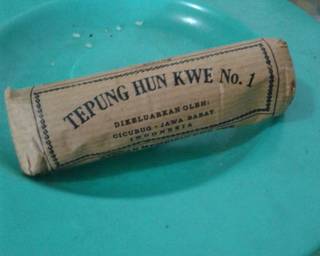 TEPUNG HUN KWE No. 1
DIKELUARKAN OLEH:
CICURUG - JAWA BARAT
INDONESIA